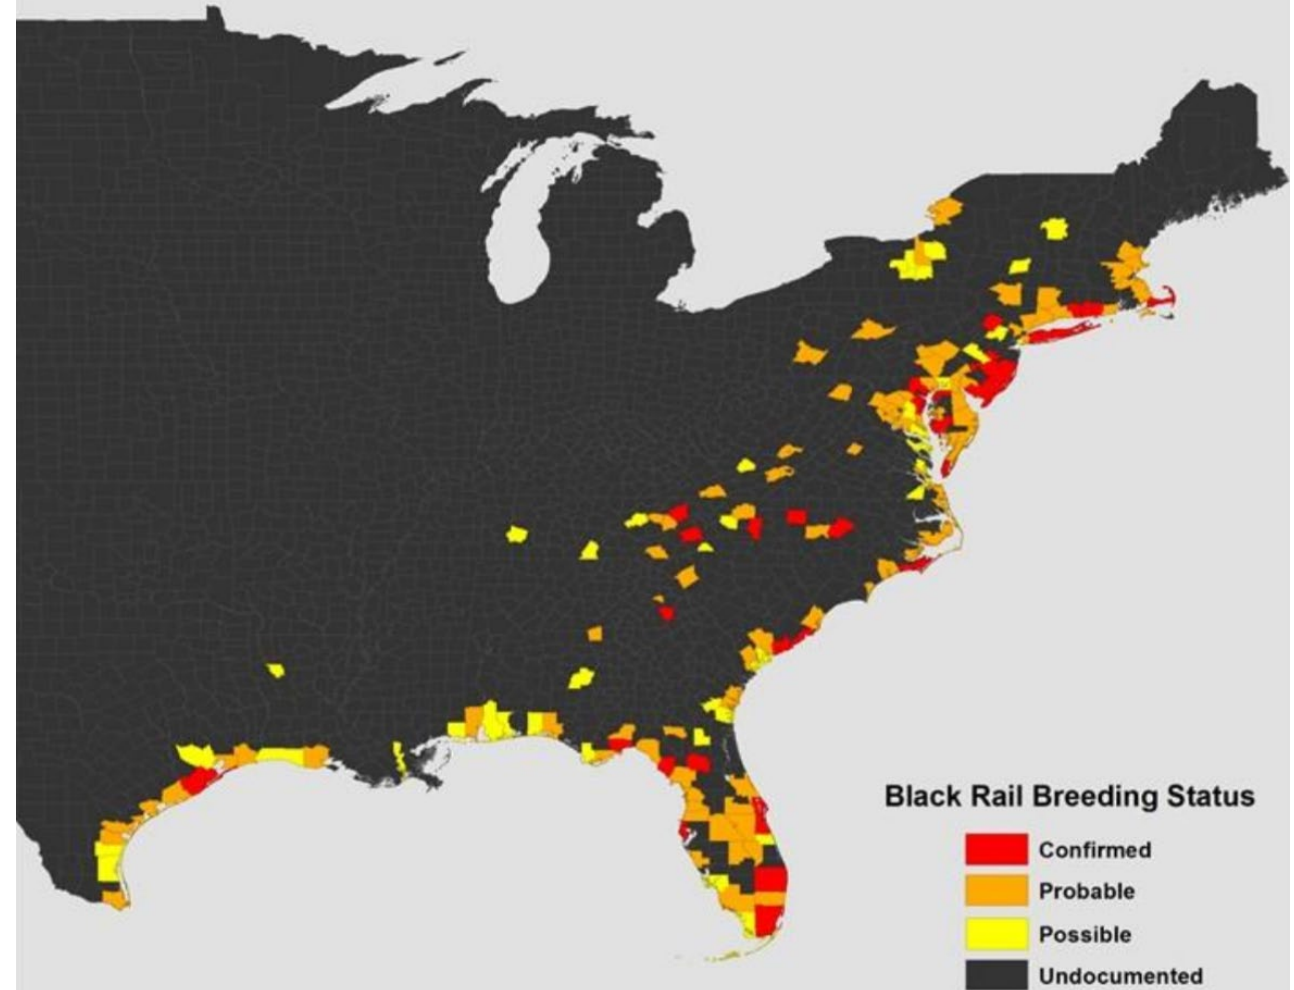 Black Rail Breeding Status
Confirmed
Probable
Possible
Undocumented